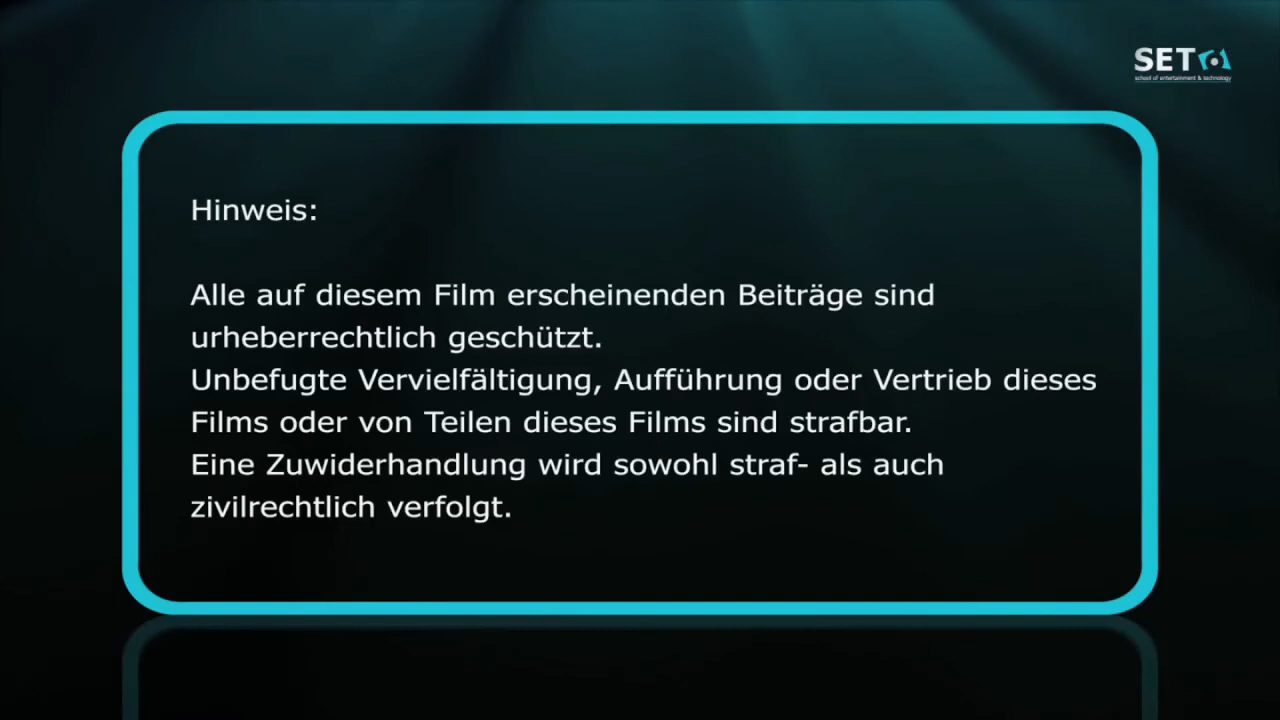 SET
school of entertainment & technology
Hinweis:
Alle auf diesem Film erscheinenden Beiträge sind
urheberrechtlich geschützt.
Unbefugte Vervielfältigung, Aufführung oder Vertrieb dieses
Films oder von Teilen dieses Films sind strafbar.
Eine Zuwiderhandlung wird sowohl straf- als auch
zivilrechtlich verfolgt.